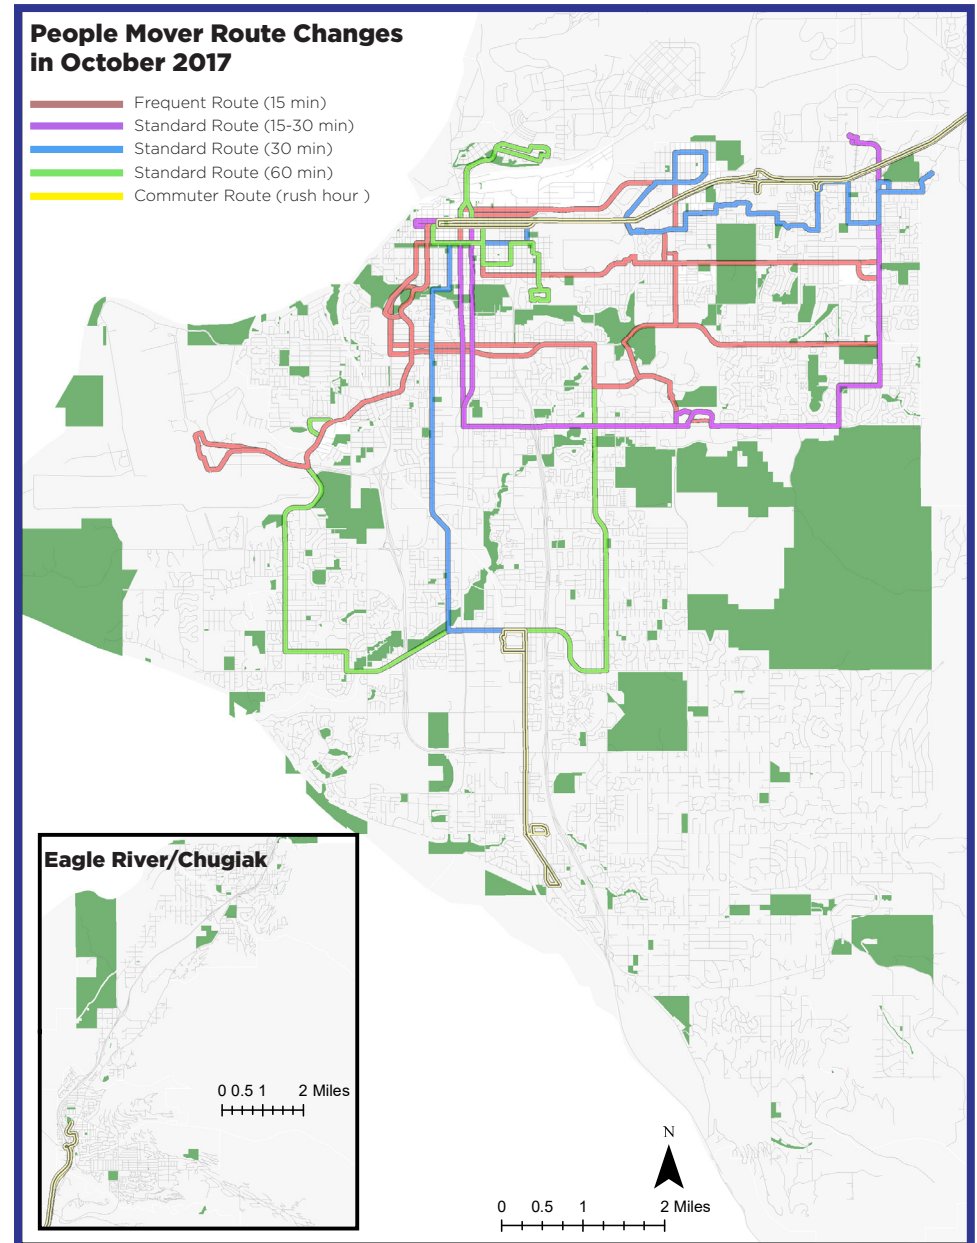 People Mover Route Changes
in October 2017
Frequent Route (15 min)
Standard Route (15-30 min)
Standard Route (30 min)
Standard Route (60 min)
Commuter Route (rush hour )
Eagle River/Chugiak
0 0.5 1 2 Miles
N
0 0.5 1 2 Miles